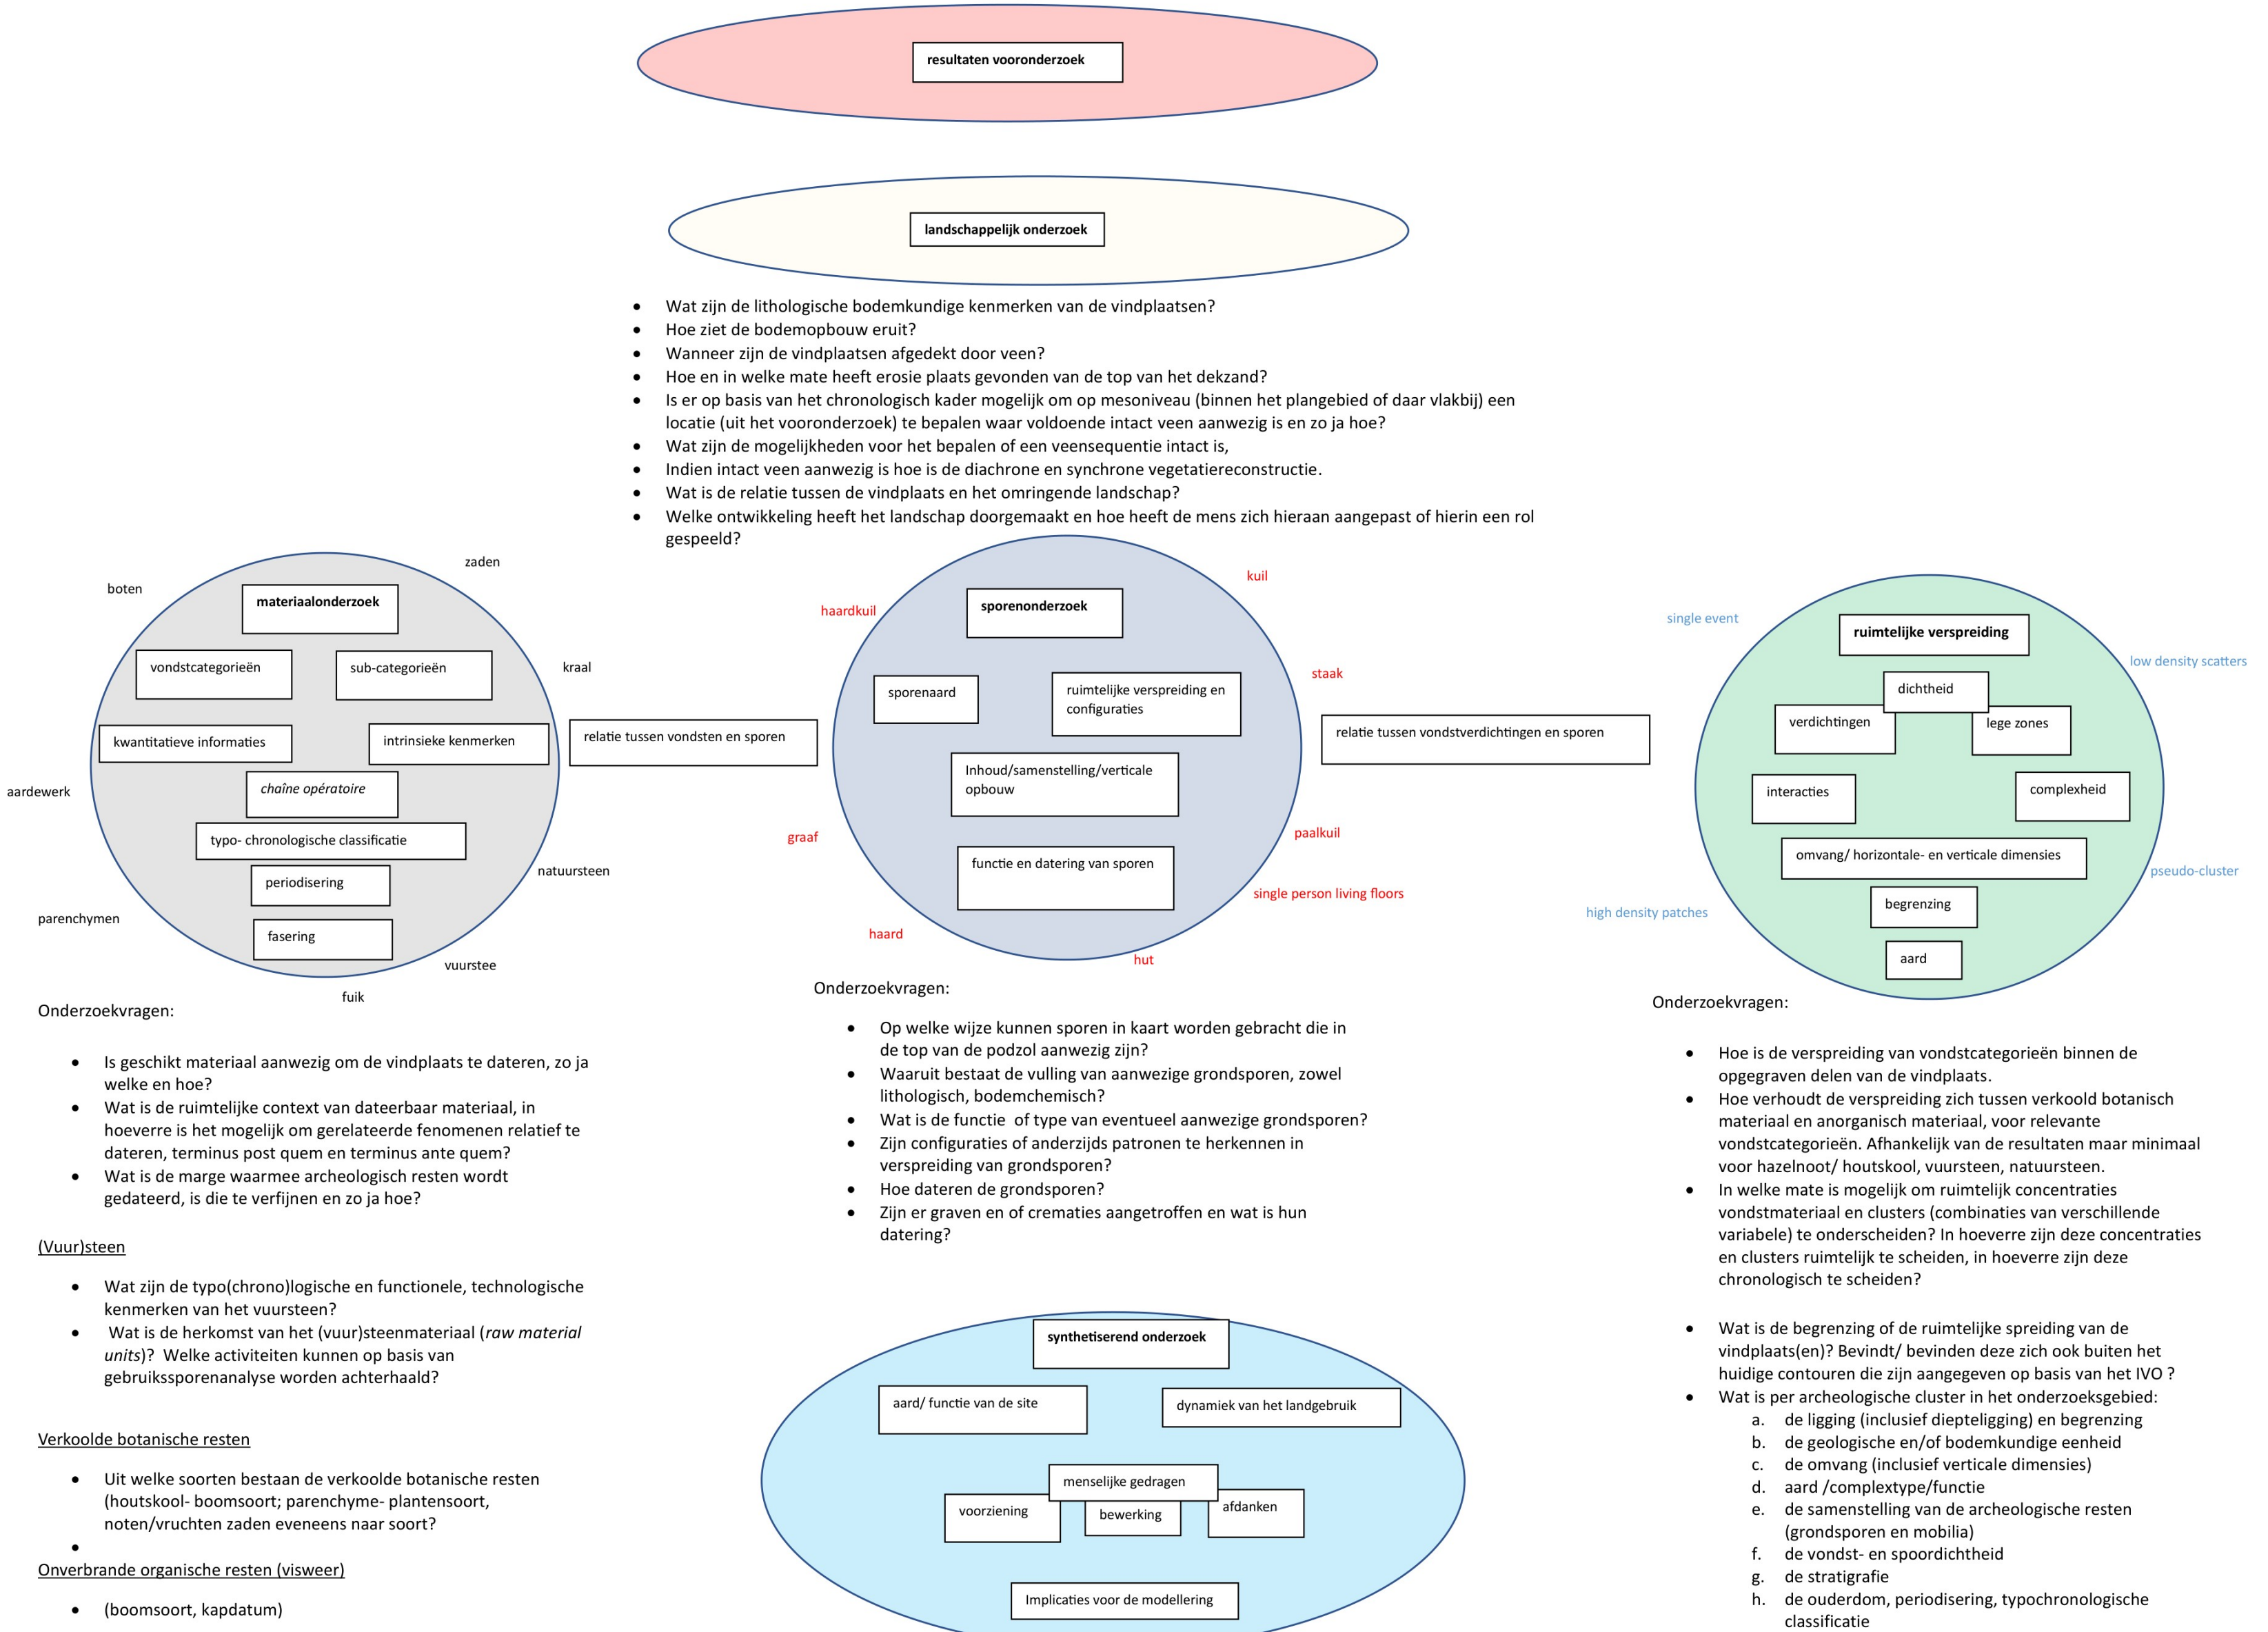 resultaten vooronderzoek
landschappelijk onderzoek
• Wat zijn de lithologische bodemkundige kenmerken van de vindplaatsen?
• Hoe ziet de bodemopbouw eruit?
• Wanneer zijn de vindplaatsen afgedekt door veen?
• Hoe en in welke mate heeft erosie plaats gevonden van de top van het dekzand?
• Is er op basis van het chronologisch kader mogelijk om op mesoniveau (binnen het plangebied of daar vlakbij) een
locatie (uit het vooronderzoek) te bepalen waar voldoende intact veen aanwezig is en zo ja hoe?
• Wat zijn de mogelijkheden voor het bepalen of een veensequentie intact is,
• Indien intact veen aanwezig is hoe is de diachrone en synchrone vegetatiereconstructie.
• Wat is de relatie tussen de vindplaats en het omringende landschap?
• Welke ontwikkeling heeft het landschap doorgemaakt en hoe heeft de mens zich hieraan aangepast of hierin een rol
gespeeld?
zaden
boten
materiaalonderzoek
vondstcategorieën
sub-categorieën
kraal
kwantitatieve informaties
intrinsieke kenmerken
chaîne opératoire
aardewerk
typo- chronologische classificatie
periodisering
natuursteen
parenchymen
fasering
vuurstee
fuik
relatie tussen vondsten en sporen
kuil
haardkuil
sporenonderzoek
staak
sporenaard
ruimtelijke verspreiding en
configuraties
Inhoud/samenstelling/verticale
opbouw
graaf
paalkuil
functie en datering van sporen
single person living floors
haard
hut
relatie tussen vondstverdichtingen en sporen
single event
ruimtelijke verspreiding
low density scatters
dichtheid
verdichtingen
lege zones
interacties
complexheid
omvang/ horizontale- en verticale dimensies
pseudo-cluster
begrenzing
high density patches
aard
Onderzoekvragen:
• Is geschikt materiaal aanwezig om de vindplaats te dateren, zo ja
welke en hoe?
• Wat is de ruimtelijke context van dateerbaar materiaal, in
hoeverre is het mogelijk om gerelateerde fenomenen relatief te
dateren, terminus post quem en terminus ante quem?
• Wat is de marge waarmee archeologisch resten wordt
gedateerd, is die te verfijnen en zo ja hoe?
(Vuur)steen
• Wat zijn de typo(chrono)logische en functionele, technologische
kenmerken van het vuursteen?
• Wat is de herkomst van het (vuur)steenmateriaal (raw material
units)? Welke activiteiten kunnen op basis van
gebruikssporenanalyse worden achterhaald?
Verkoolde botanische resten
• Uit welke soorten bestaan de verkoolde botanische resten
(houtskool- boomsoort; parenchyme- plantensoort,
noten/vruchten zaden eveneens naar soort?
•
Onverbrande organische resten (visweer)
• (boomsoort, kapdatum)
Onderzoekvragen:
• Op welke wijze kunnen sporen in kaart worden gebracht die in
de top van de podzol aanwezig zijn?
• Waaruit bestaat de vulling van aanwezige grondsporen, zowel
lithologisch, bodemchemisch?
• Wat is de functie of type van eventueel aanwezige grondsporen?
• Zijn configuraties of anderzijds patronen te herkennen in
verspreiding van grondsporen?
• Hoe dateren de grondsporen?
• Zijn er graven en of crematies aangetroffen en wat is hun
datering?
synthetiserend onderzoek
aard/ functie van de site
dynamiek van het landgebruik
menselijke gedragen
voorziening
bewerking
afdanken
Implicaties voor de modellering
Onderzoekvragen:
• Hoe is de verspreiding van vondstcategorieën binnen de
opgegraven delen van de vindplaats.
• Hoe verhoudt de verspreiding zich tussen verkoold botanisch
materiaal en anorganisch materiaal, voor relevante
vondstcategorieën. Afhankelijk van de resultaten maar minimaal
voor hazelnoot/ houtskool, vuursteen, natuursteen.
• In welke mate is mogelijk om ruimtelijk concentraties
vondstmateriaal en clusters (combinaties van verschillende
variabele) te onderscheiden? In hoeverre zijn deze concentraties
en clusters ruimtelijk te scheiden, in hoeverre zijn deze
chronologisch te scheiden?
• Wat is de begrenzing of de ruimtelijke spreiding van de
vindplaats(en)? Bevindt/ bevinden deze zich ook buiten het
huidige contouren die zijn aangegeven op basis van het IVO ?
• Wat is per archeologische cluster in het onderzoeksgebied:
a. de ligging (inclusief diepteligging) en begrenzing
b. de geologische en/of bodemkundige eenheid
c. de omvang (inclusief verticale dimensies)
d. aard /complextype/functie
e. de samenstelling van de archeologische resten
(grondsporen en mobilia)
f. de vondst- en spoordichtheid
g. de stratigrafie
h. de ouderdom, periodisering, typochronologische
classificatie